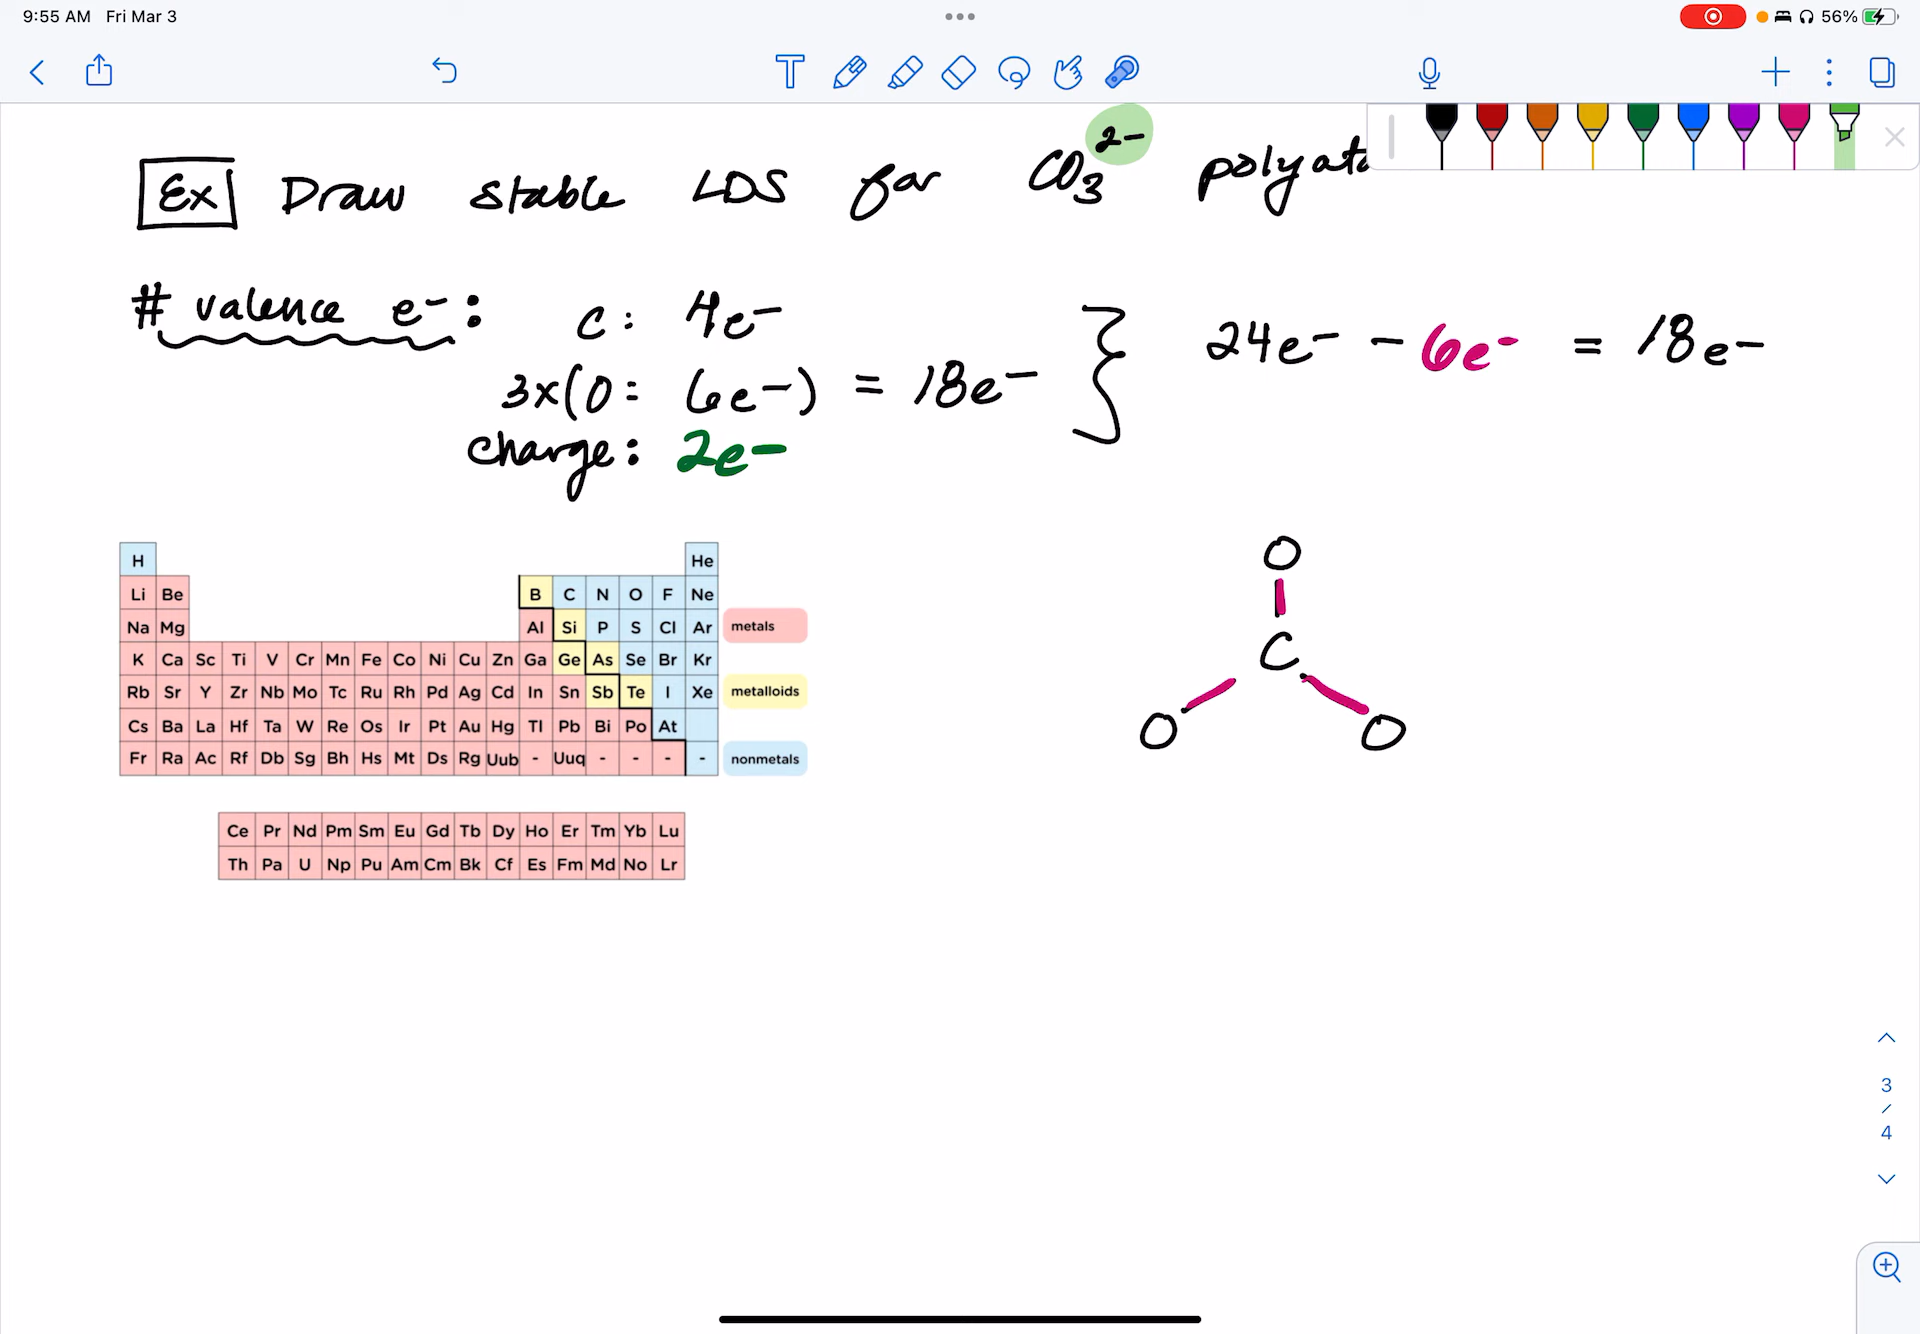 9:55 AM Fri Mar 3
56%
Ex Draw stable LDS for CO₃²⁻ polyato
# valence e⁻: C: 4e⁻
3x(O: 6e⁻) = 18e⁻
charge: 2e⁻
24e⁻ - 6e⁻ = 18e⁻
H He
Li Be B C N O F Ne
Na Mg Al Si P S Cl Ar metals
K Ca Sc Ti V Cr Mn Fe Co Ni Cu Zn Ga Ge As Se Br Kr
Rb Sr Y Zr Nb Mo Tc Ru Rh Pd Ag Cd In Sn Sb Te I Xe metalloids
Cs Ba La Hf Ta W Re Os Ir Pt Au Hg Tl Pb Bi Po At
Fr Ra Ac Rf Db Sg Bh Hs Mt Ds Rg Uub - Uuq - - - - nonmetals
Ce Pr Nd Pm Sm Eu Gd Tb Dy Ho Er Tm Yb Lu
Th Pa U Np Pu Am Cm Bk Cf Es Fm Md No Lr
O
C
O O
3
/
4